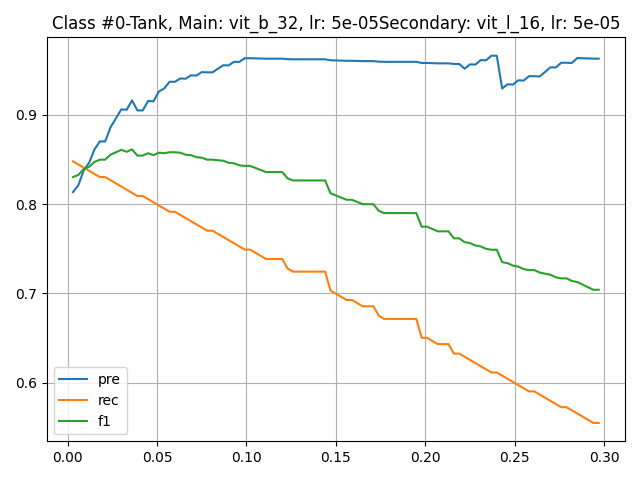 Class #0-Tank, Main: vit_b_32, lr: 5e-05Secondary: vit_l_16, lr: 5e-05
0.9
0.8
0.7
0.6
pre
rec
f1
0.00 0.05 0.10 0.15 0.20 0.25 0.30